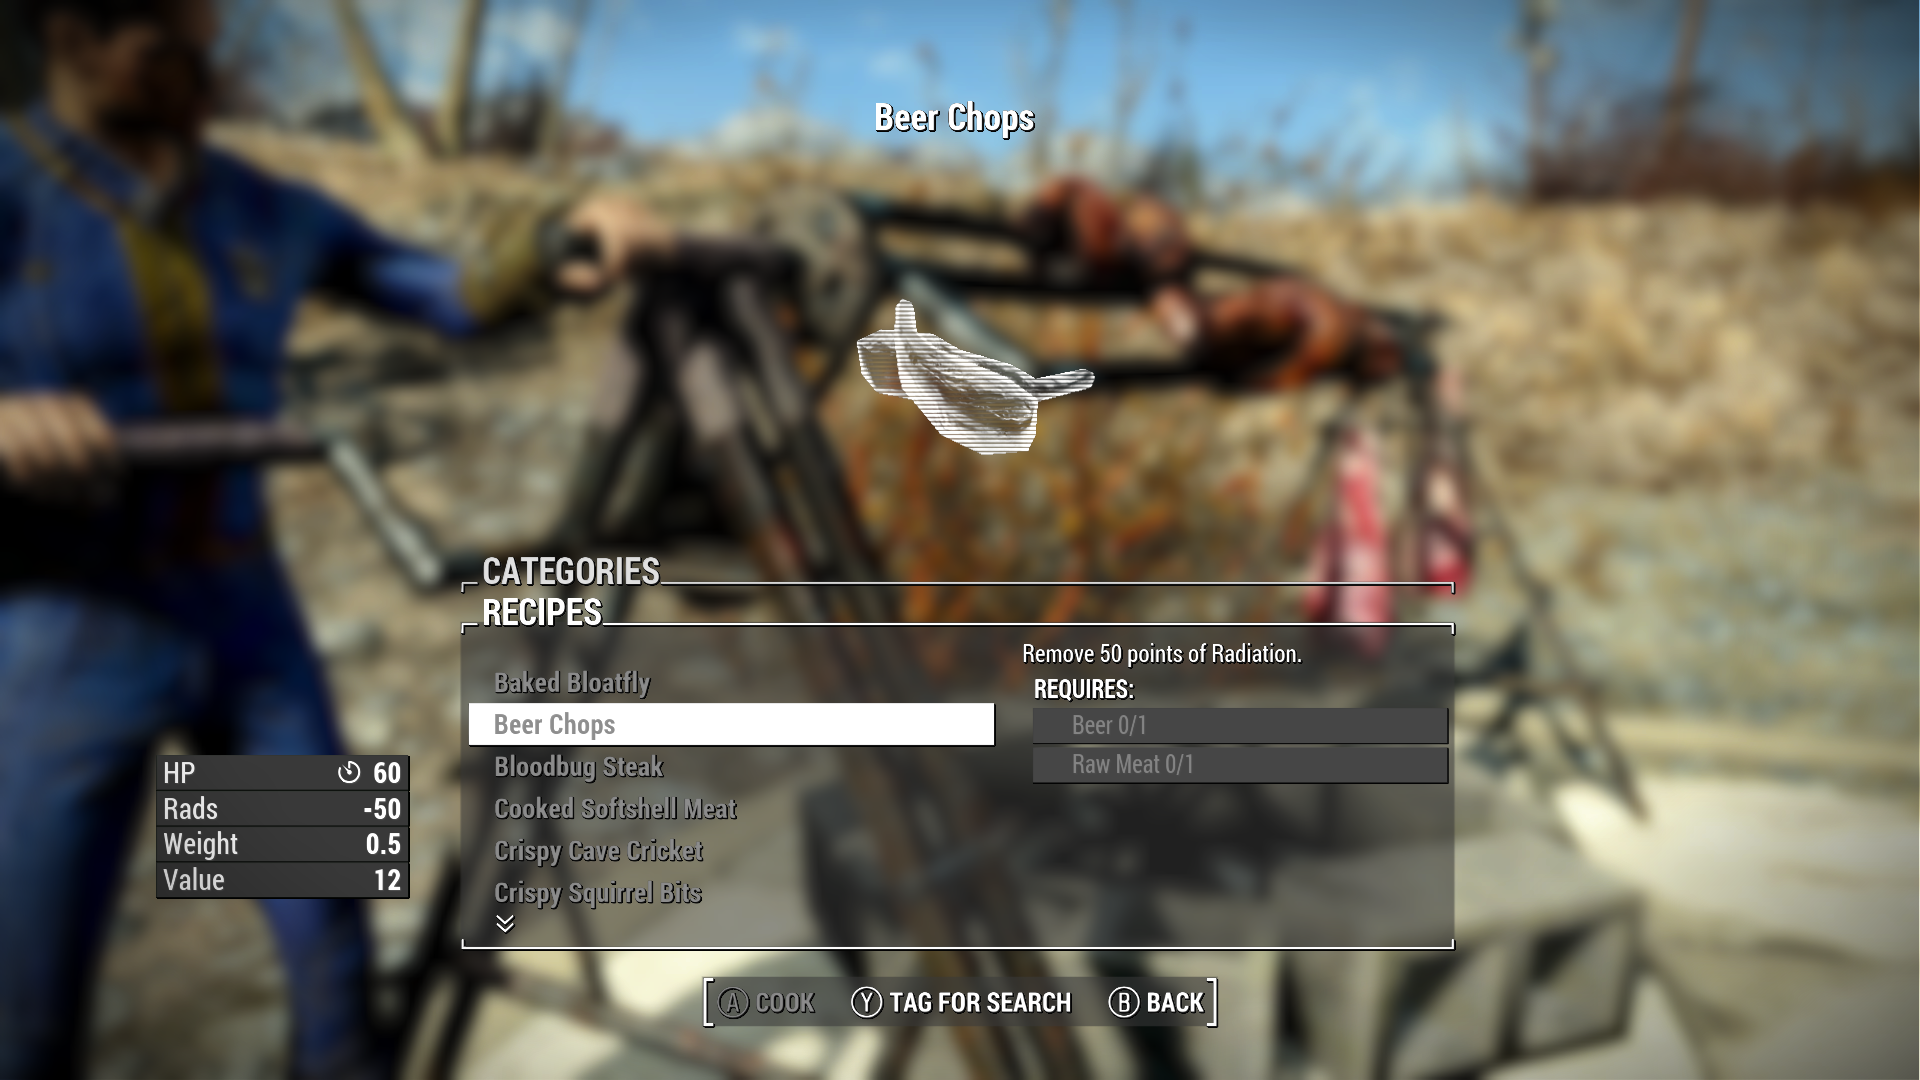 Beer Chops
CATEGORIES
RECIPES
Baked Bloatfly
Beer Chops
Bloodbug Steak
Cooked Softshell Meat
Crispy Cave Cricket
Crispy Squirrel Bits
Remove 50 points of Radiation.
REQUIRES:
Beer 0/1
Raw Meat 0/1
HP 60
Rads -50
Weight 0.5
Value 12
A COOK Y TAG FOR SEARCH B BACK